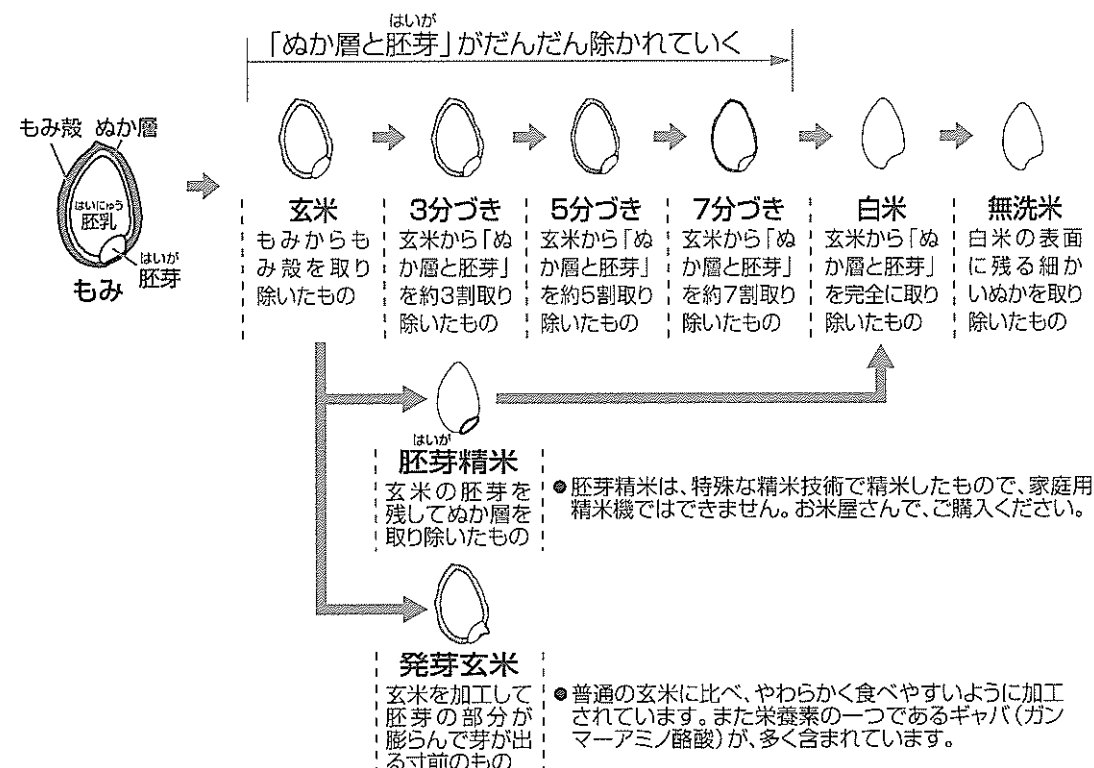 はいが
「ぬか層と胚芽」がだんだん除かれていく
もみ殻 ぬか層
はいにゅう
胚乳
はいが
胚芽
もみ
玄米
もみからも
み殻を取り
除いたもの
3分づき
玄米から「ぬ
か層と胚芽」
を約3割取り
除いたもの
5分づき
玄米から「ぬ
か層と胚芽」
を約5割取り
除いたもの
7分づき
玄米から「ぬ
か層と胚芽」
を約7割取り
除いたもの
白米
玄米から「ぬ
か層と胚芽」
を完全に取り
除いたもの
無洗米
白米の表面
に残る細か
いぬかを取り
除いたもの
はいが
胚芽精米
玄米の胚芽を
残してぬか層を
取り除いたもの
●胚芽精米は、特殊な精米技術で精米したもので、家庭用
精米機ではできません。お米屋さんで、ご購入ください。
発芽玄米
玄米を加工して
胚芽の部分が
膨らんで芽が出
る寸前のもの
●普通の玄米に比べ、やわらかく食べやすいように加工
されています。また栄養素の一つであるギャバ(ガン
マーアミノ酪酸)が、多く含まれています。